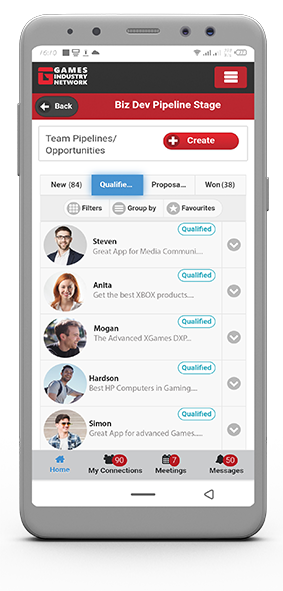 16:10
GAMES
INDUSTRY
NETWORK
Back
Biz Dev Pipeline Stage
Team Pipelines/
Opportunities
Create
New (84)
Qualifie...
Proposa...
Won (38)
Filters
Group by
Favourites
Qualified
Steven
Great App for Media Communi....
Qualified
Anita
Get the best XBOX products....
Qualified
Mogan
The Advanced XGames DXP..
Qualified
Hardson
Best HP Computers in Gaming....
Qualified
Simon
Great App for advanced Games.....
90
7
50
Home
My Connections
Meetings
Messages